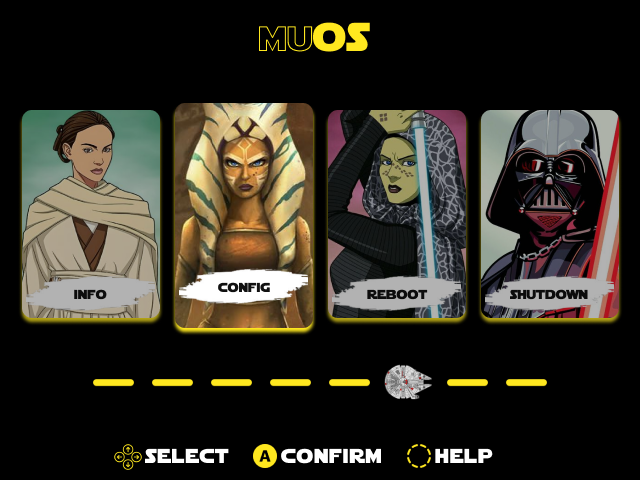 MUOS
INFO
CONFIG
REBOOT
SHUTDOWN
SELECT
A CONFIRM
HELP